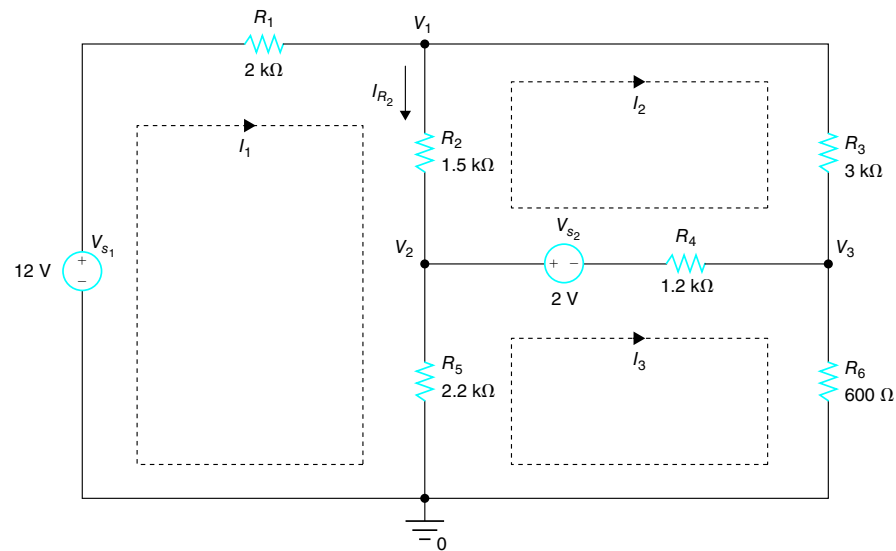 R1
2 kΩ
V1
IR2
I1
I2
R2
1.5 kΩ
R3
3 kΩ
Vs1
12 V
+
−
V2
Vs2
+ −
2 V
R4
1.2 kΩ
V3
I3
R5
2.2 kΩ
R6
600 Ω
0